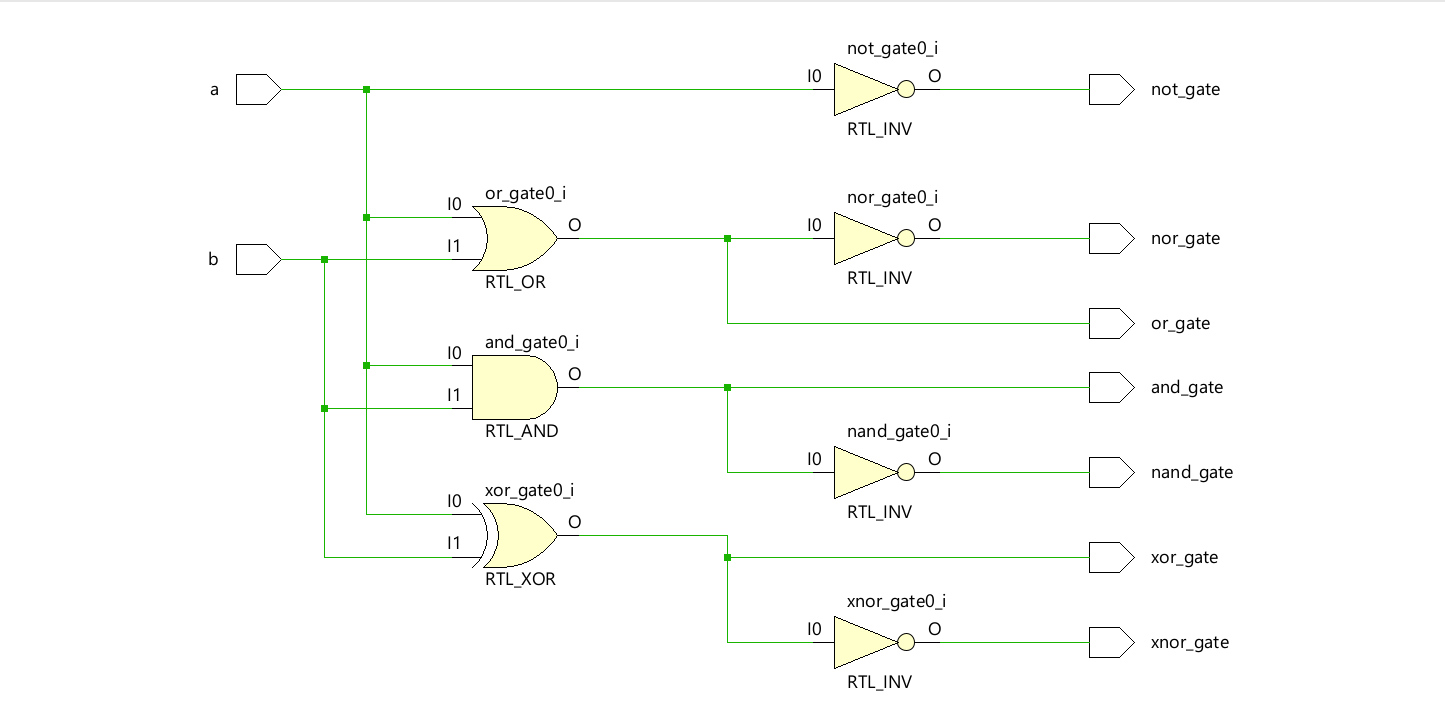 not_gate0_i
a
I0
O
not_gate
RTL_INV
or_gate0_i
nor_gate0_i
I0
O
I0
O
nor_gate
I1
b
RTL_OR
RTL_INV
or_gate
and_gate0_i
I0
O
and_gate
I1
RTL_AND
nand_gate0_i
I0
O
nand_gate
xor_gate0_i
I0
RTL_INV
O
I1
xor_gate
RTL_XOR
xnor_gate0_i
I0
O
xnor_gate
RTL_INV